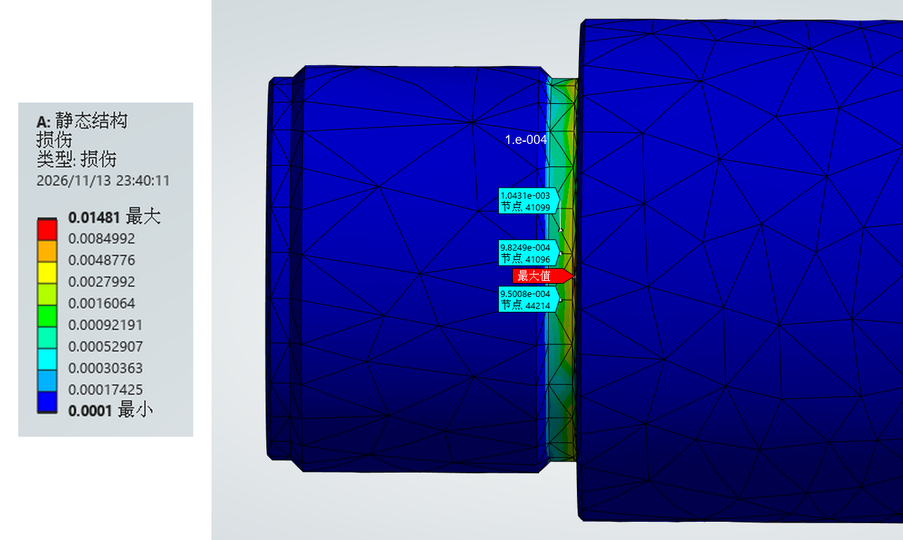 A: 静态结构
损伤
类型: 损伤
2026/11/13 23:40:11
0.01481 最大
0.0084992
0.0048776
0.0027992
0.0016064
0.00092191
0.00052907
0.00030363
0.00017425
0.0001 最小
1.e-004
1.0431e-003
节点 41099
9.8249e-004
节点 41096
最大值
9.5008e-004
节点 44214